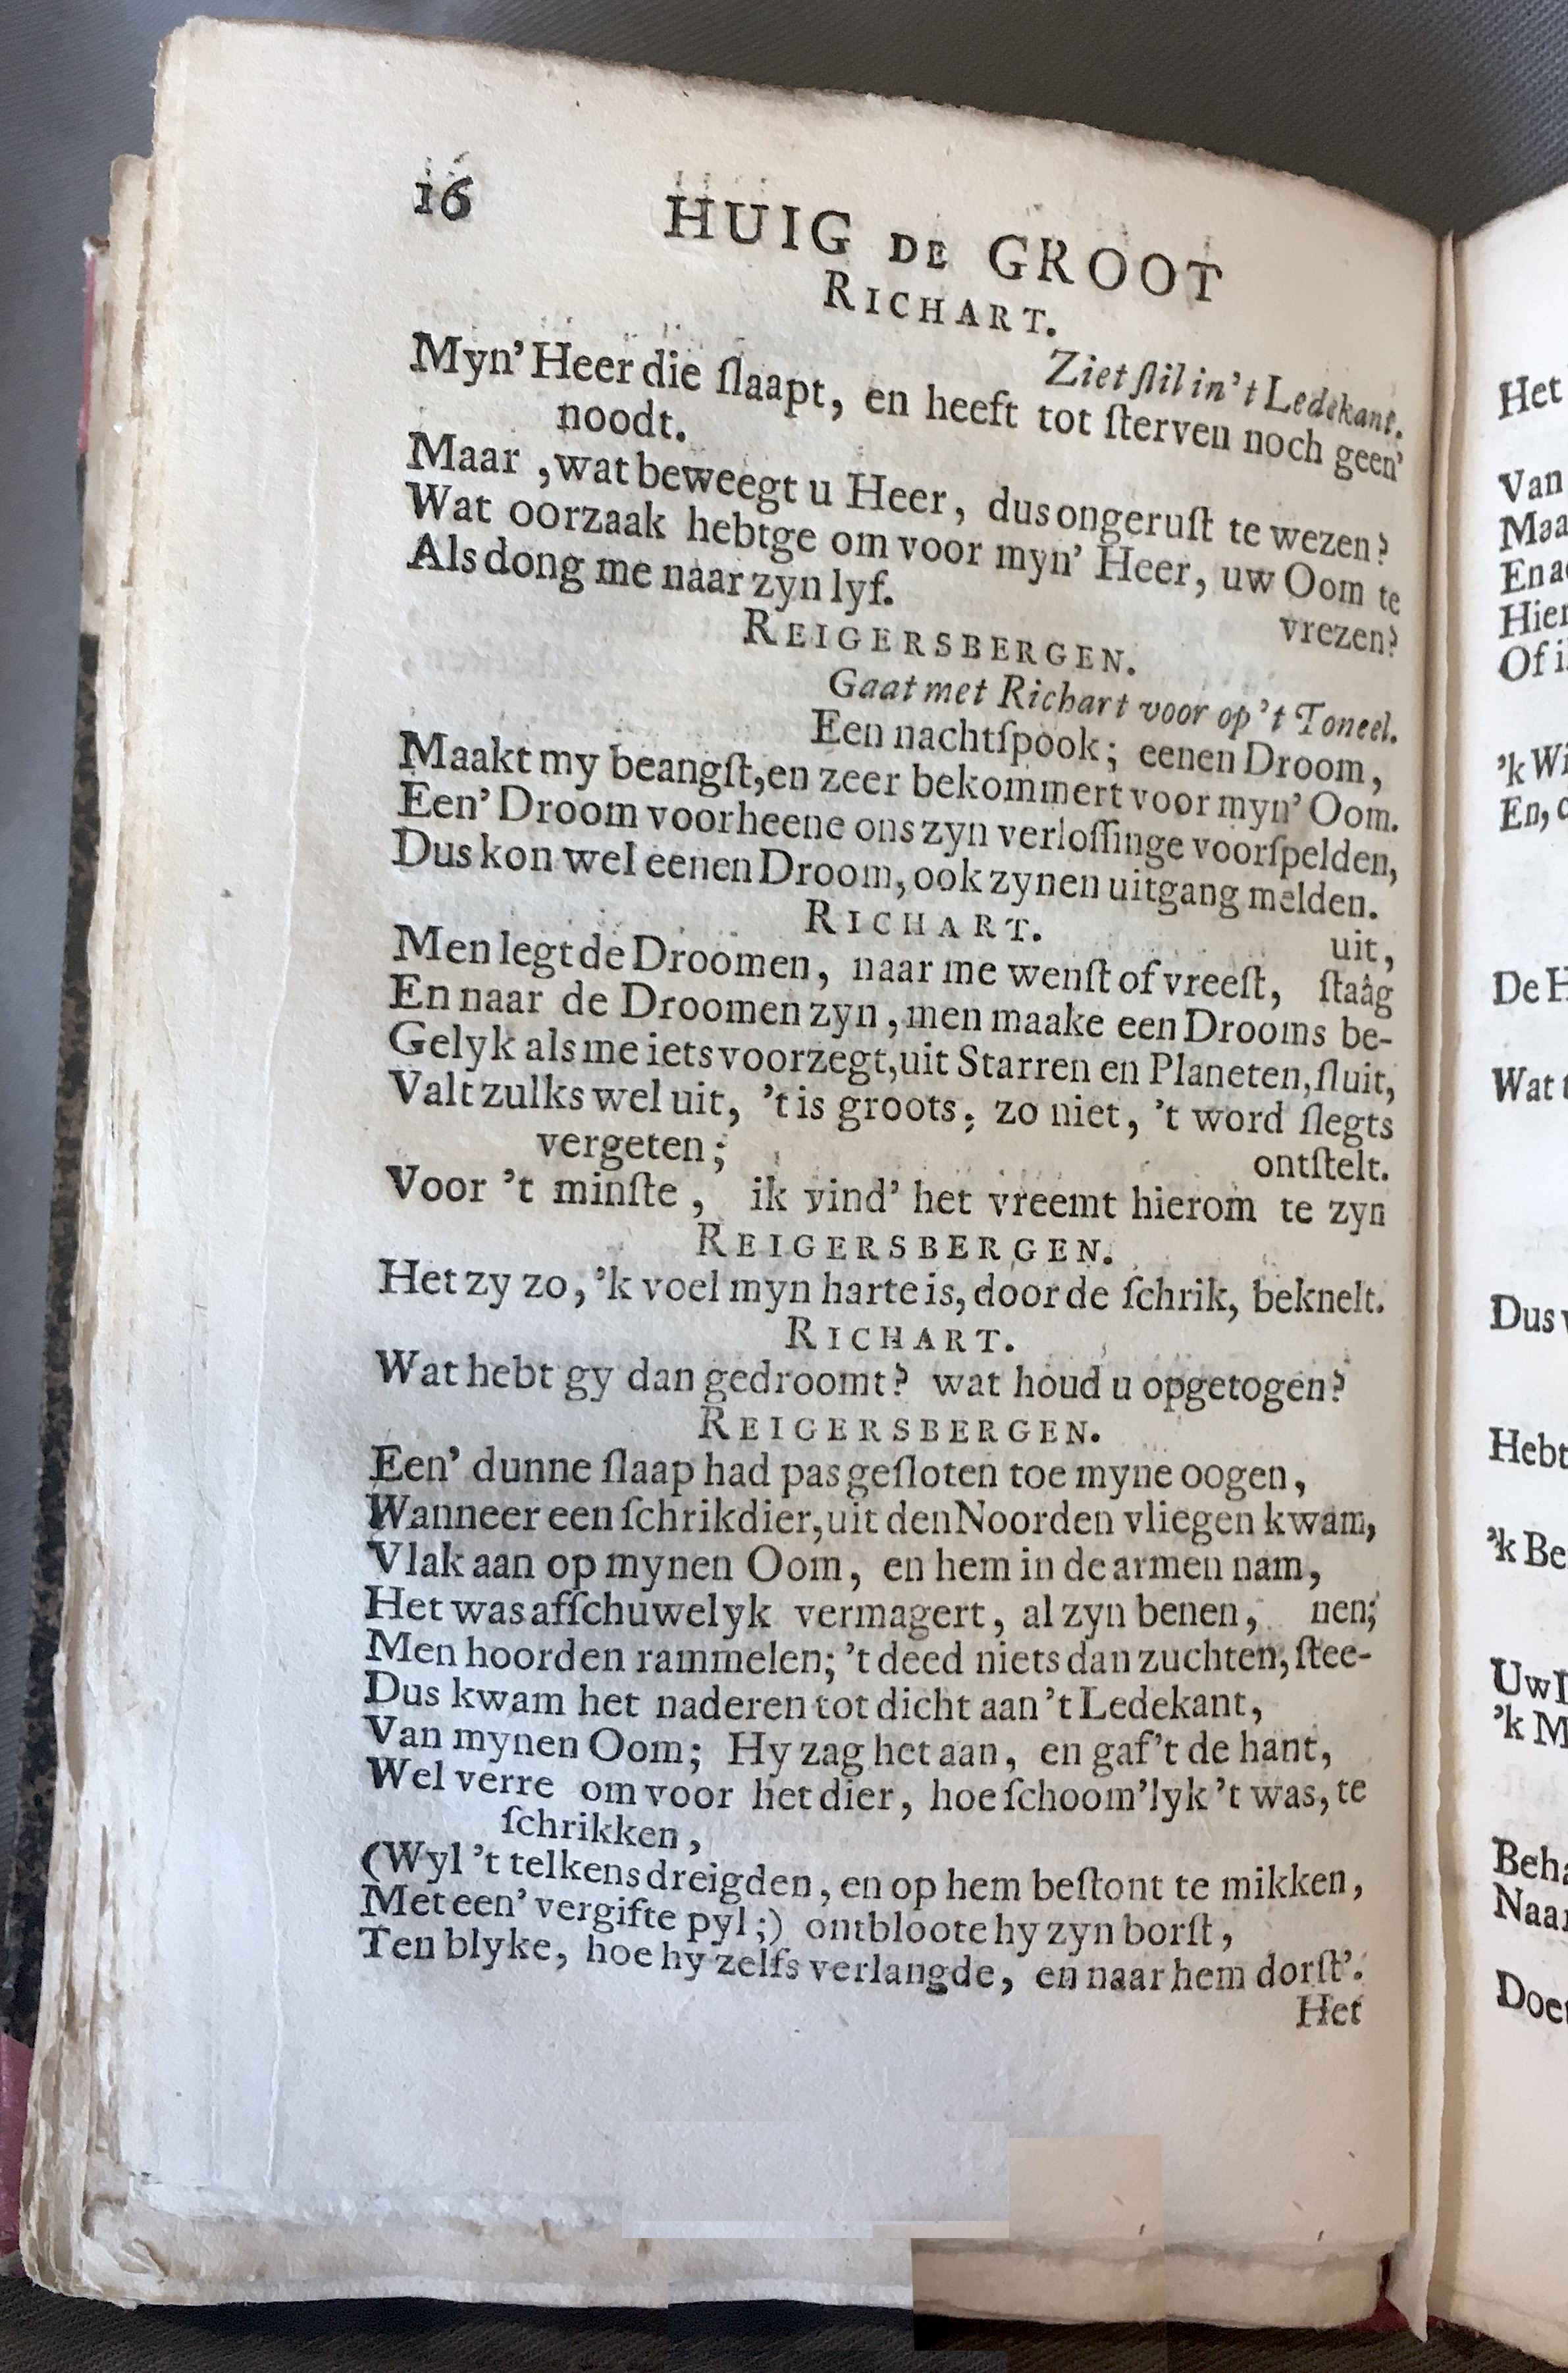 16 HUIG DE GROOT
RICHART.
Ziet ſtil in't Ledekant.
Myn' Heer die ſlaapt, en heeft tot ſterven noch geen'
noodt.
Maar, wat beweegt u Heer, dus ongeruſt te wezen?
Wat oorzaak hebtge om voor myn' Heer, uw Oom te
vrezen?
Als dong me naar zyn lyf.
REIGERSBERGEN.
Gaat met Richart voor op 't Toneel.
Een nachtſpook; eenen Droom,
Maakt my beangſt, en zeer bekommert voor myn' Oom.
Een' Droom voorheene ons zyn verloſſinge voorſpelden,
Dus kon wel eenen Droom, ook zynen uitgang melden.
RICHART.
uit,
Men legt de Droomen, naar me wenſt of vreeſt, ſtaâg
En naar de Droomen zyn, men maake een Drooms be-
Gelyk als me iets voorzegt, uit Starren en Planeten, ſluit,
Valt zulks wel uit, 't is groots; zo niet, 't word ſlegts
vergeten;
ontſtelt.
Voor 't minſte, ik vind' het vreemt hierom te zyn
REIGERSBERGEN.
Het zy zo, 'k voel myn harte is, door de ſchrik, beknelt.
RICHART.
Wat hebt gy dan gedroomt? wat houd u opgetogen?
REIGERSBERGEN.
Een' dunne ſlaap had pas geſloten toe myne oogen,
Wanneer een ſchrikdier, uit den Noorden vliegen kwam,
Vlak aan op mynen Oom, en hem in de armen nam,
Het was afſchuwelyk vermagert, al zyn benen, nen;
Men hoorden rammelen; 't deed niets dan zuchten, ſtee-
Dus kwam het naderen tot dicht aan 't Ledekant,
Van mynen Oom; Hy zag het aan, en gaf 't de hant,
Wel verre om voor het dier, hoe ſchoom'lyk 't was, te
ſchrikken,
(Wyl 't telkens dreigden, en op hem beſtont te mikken,
Met een' vergifte pyl;) ontbloote hy zyn borſt,
Ten blyke, hoe hy zelfs verlangde, en naar hem dorſt'.
Het
Het
Van
Maa
En a
Hier
Of i
'k Wi
En,
De H
Wat t
Dus
Hebt
'k Be
Uw
'k M
Beha
Naar
Doe